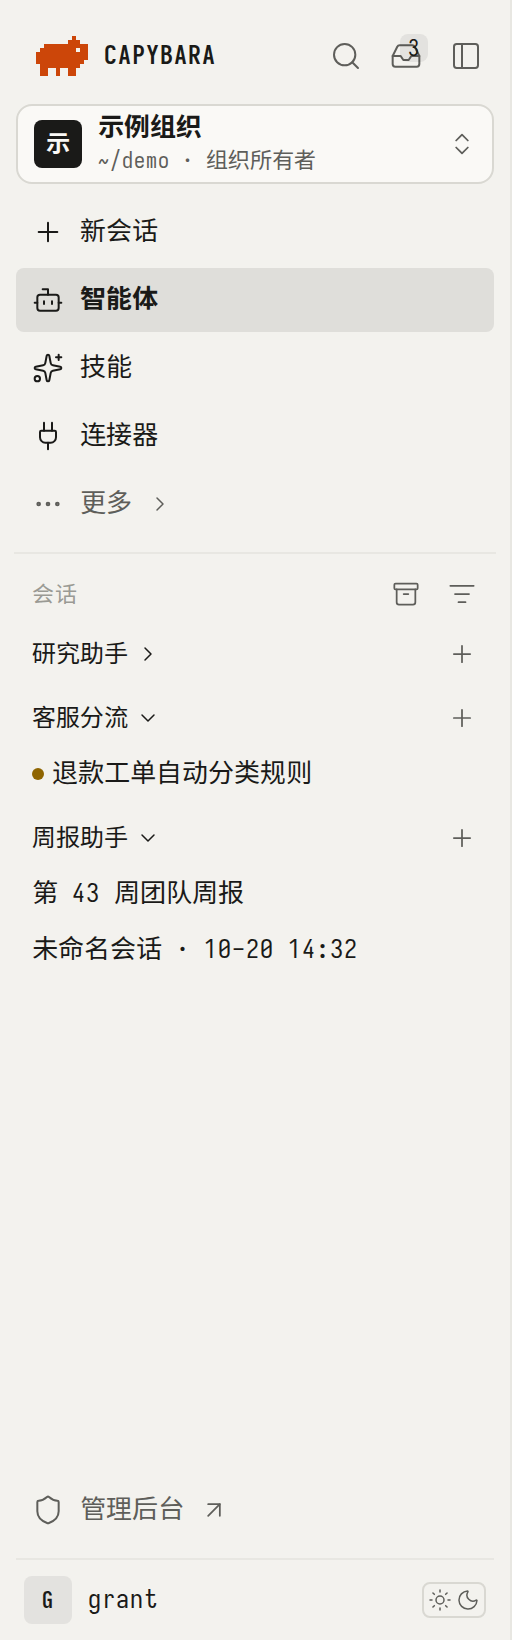 CAPYBARA
3
示
示例组织
~/demo · 组织所有者
新会话
智能体
技能
连接器
更多
会话
研究助手
客服分流
退款工单自动分类规则
周报助手
第 43 周团队周报
未命名会话 · 10-20 14:32
管理后台
G
grant